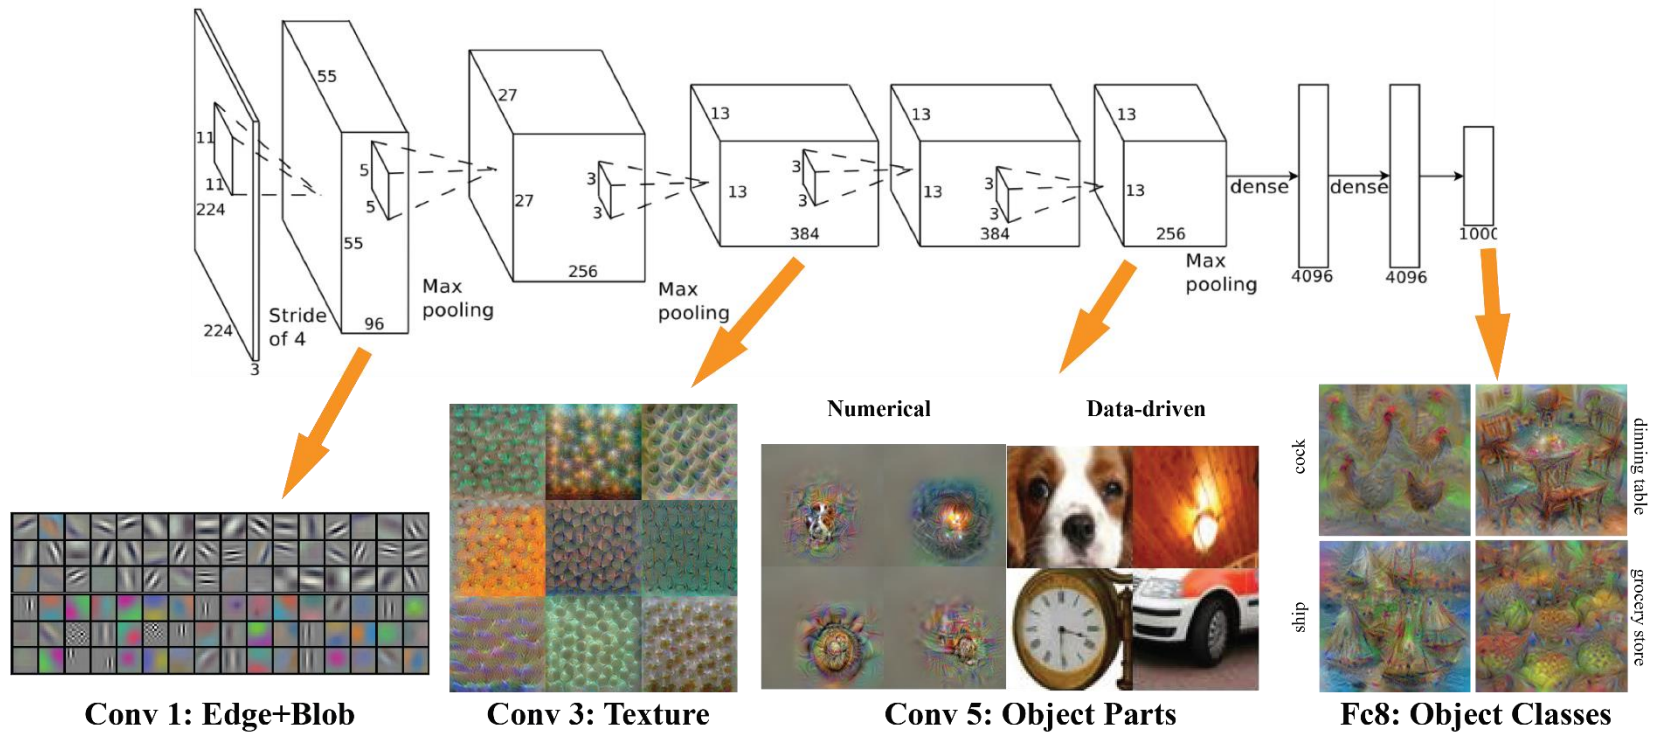 55
27
13
13
13
11
5
3
3
3
11
5
3
3
3
224
27
13
13
13
55
dense
dense
384
384
256
1000
256
4096
4096
224
Stride
of 4
96
3
Max
pooling
Max
pooling
Max
pooling
Numerical
Data-driven
cock
dinning table
ship
grocery store
Conv 1: Edge+Blob
Conv 3: Texture
Conv 5: Object Parts
Fc8: Object Classes